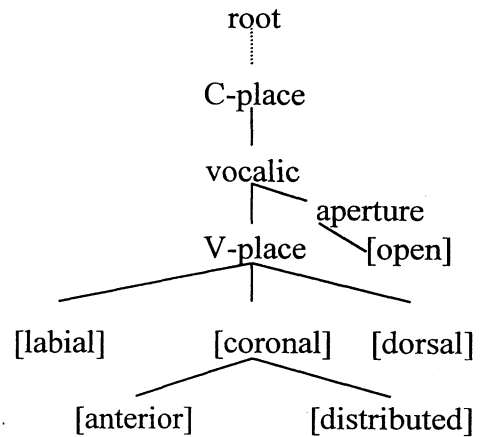 root
C-place
vocalic
aperture
V-place [open]
[labial] [coronal] [dorsal]
[anterior] [distributed]